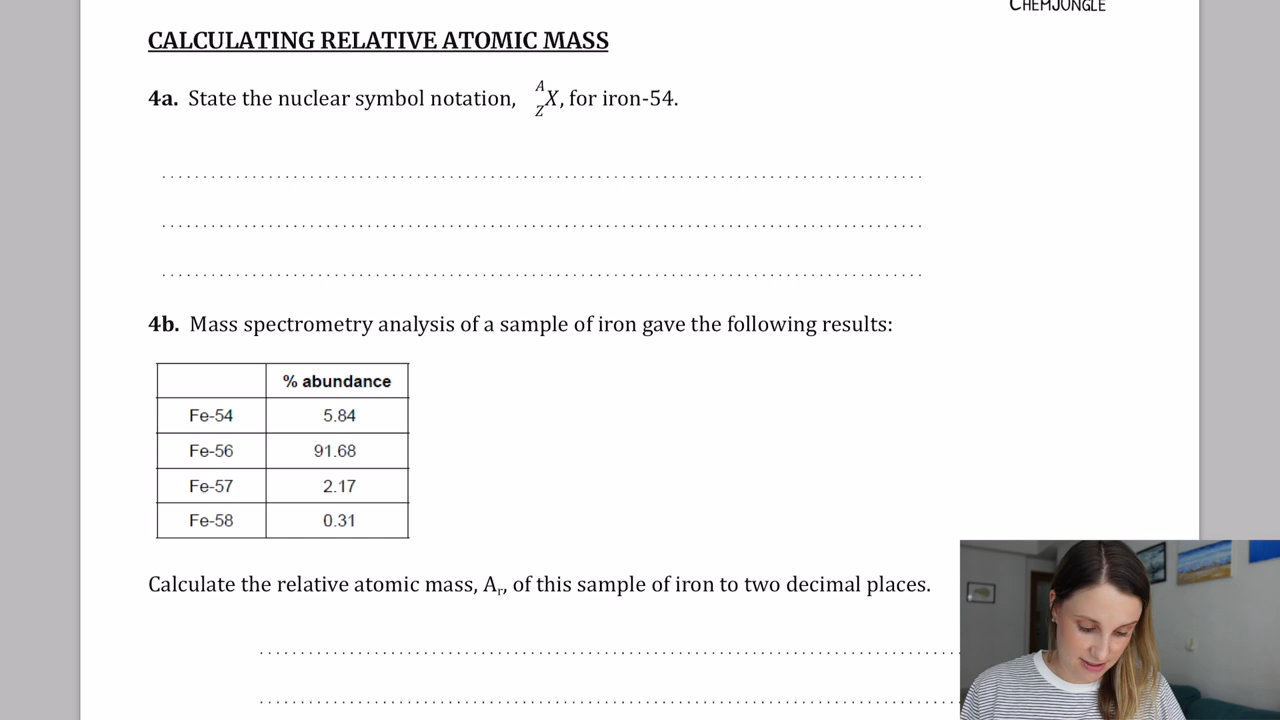 CHEMJUNGLE
CALCULATING RELATIVE ATOMIC MASS
4a. State the nuclear symbol notation, ᴬ𝘡X, for iron-54.
4b. Mass spectrometry analysis of a sample of iron gave the following results:
% abundance
Fe-54 5.84
Fe-56 91.68
Fe-57 2.17
Fe-58 0.31
Calculate the relative atomic mass, Aᵣ, of this sample of iron to two decimal places.